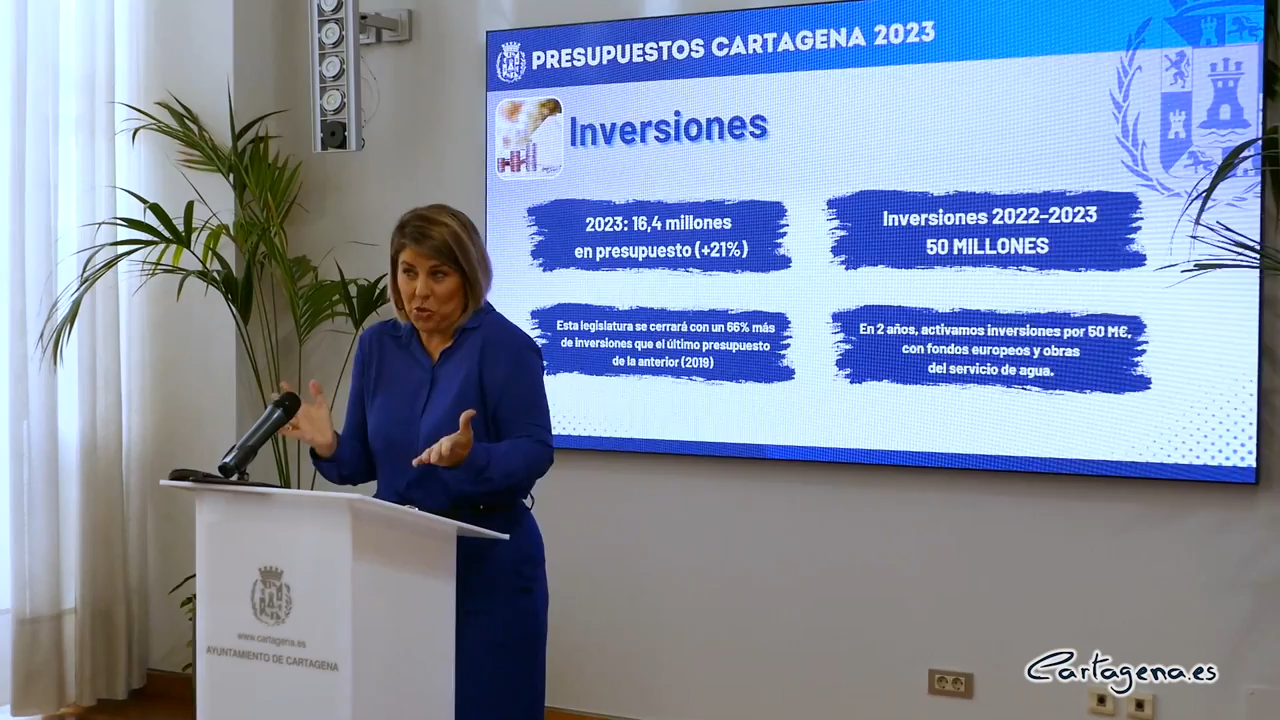 PRESUPUESTOS CARTAGENA 2023
Inversiones
2023: 16,4 millones
en presupuesto (+21%)
Inversiones 2022-2023
50 MILLONES
Esta legislatura se cerrará con un 66% más
de inversiones que el último presupuesto
de la anterior (2019)
En 2 años, activamos inversiones por 50 M€,
con fondos europeos y obras
del servicio de agua.
www.cartagena.es
AYUNTAMIENTO DE CARTAGENA
Cartagena.es